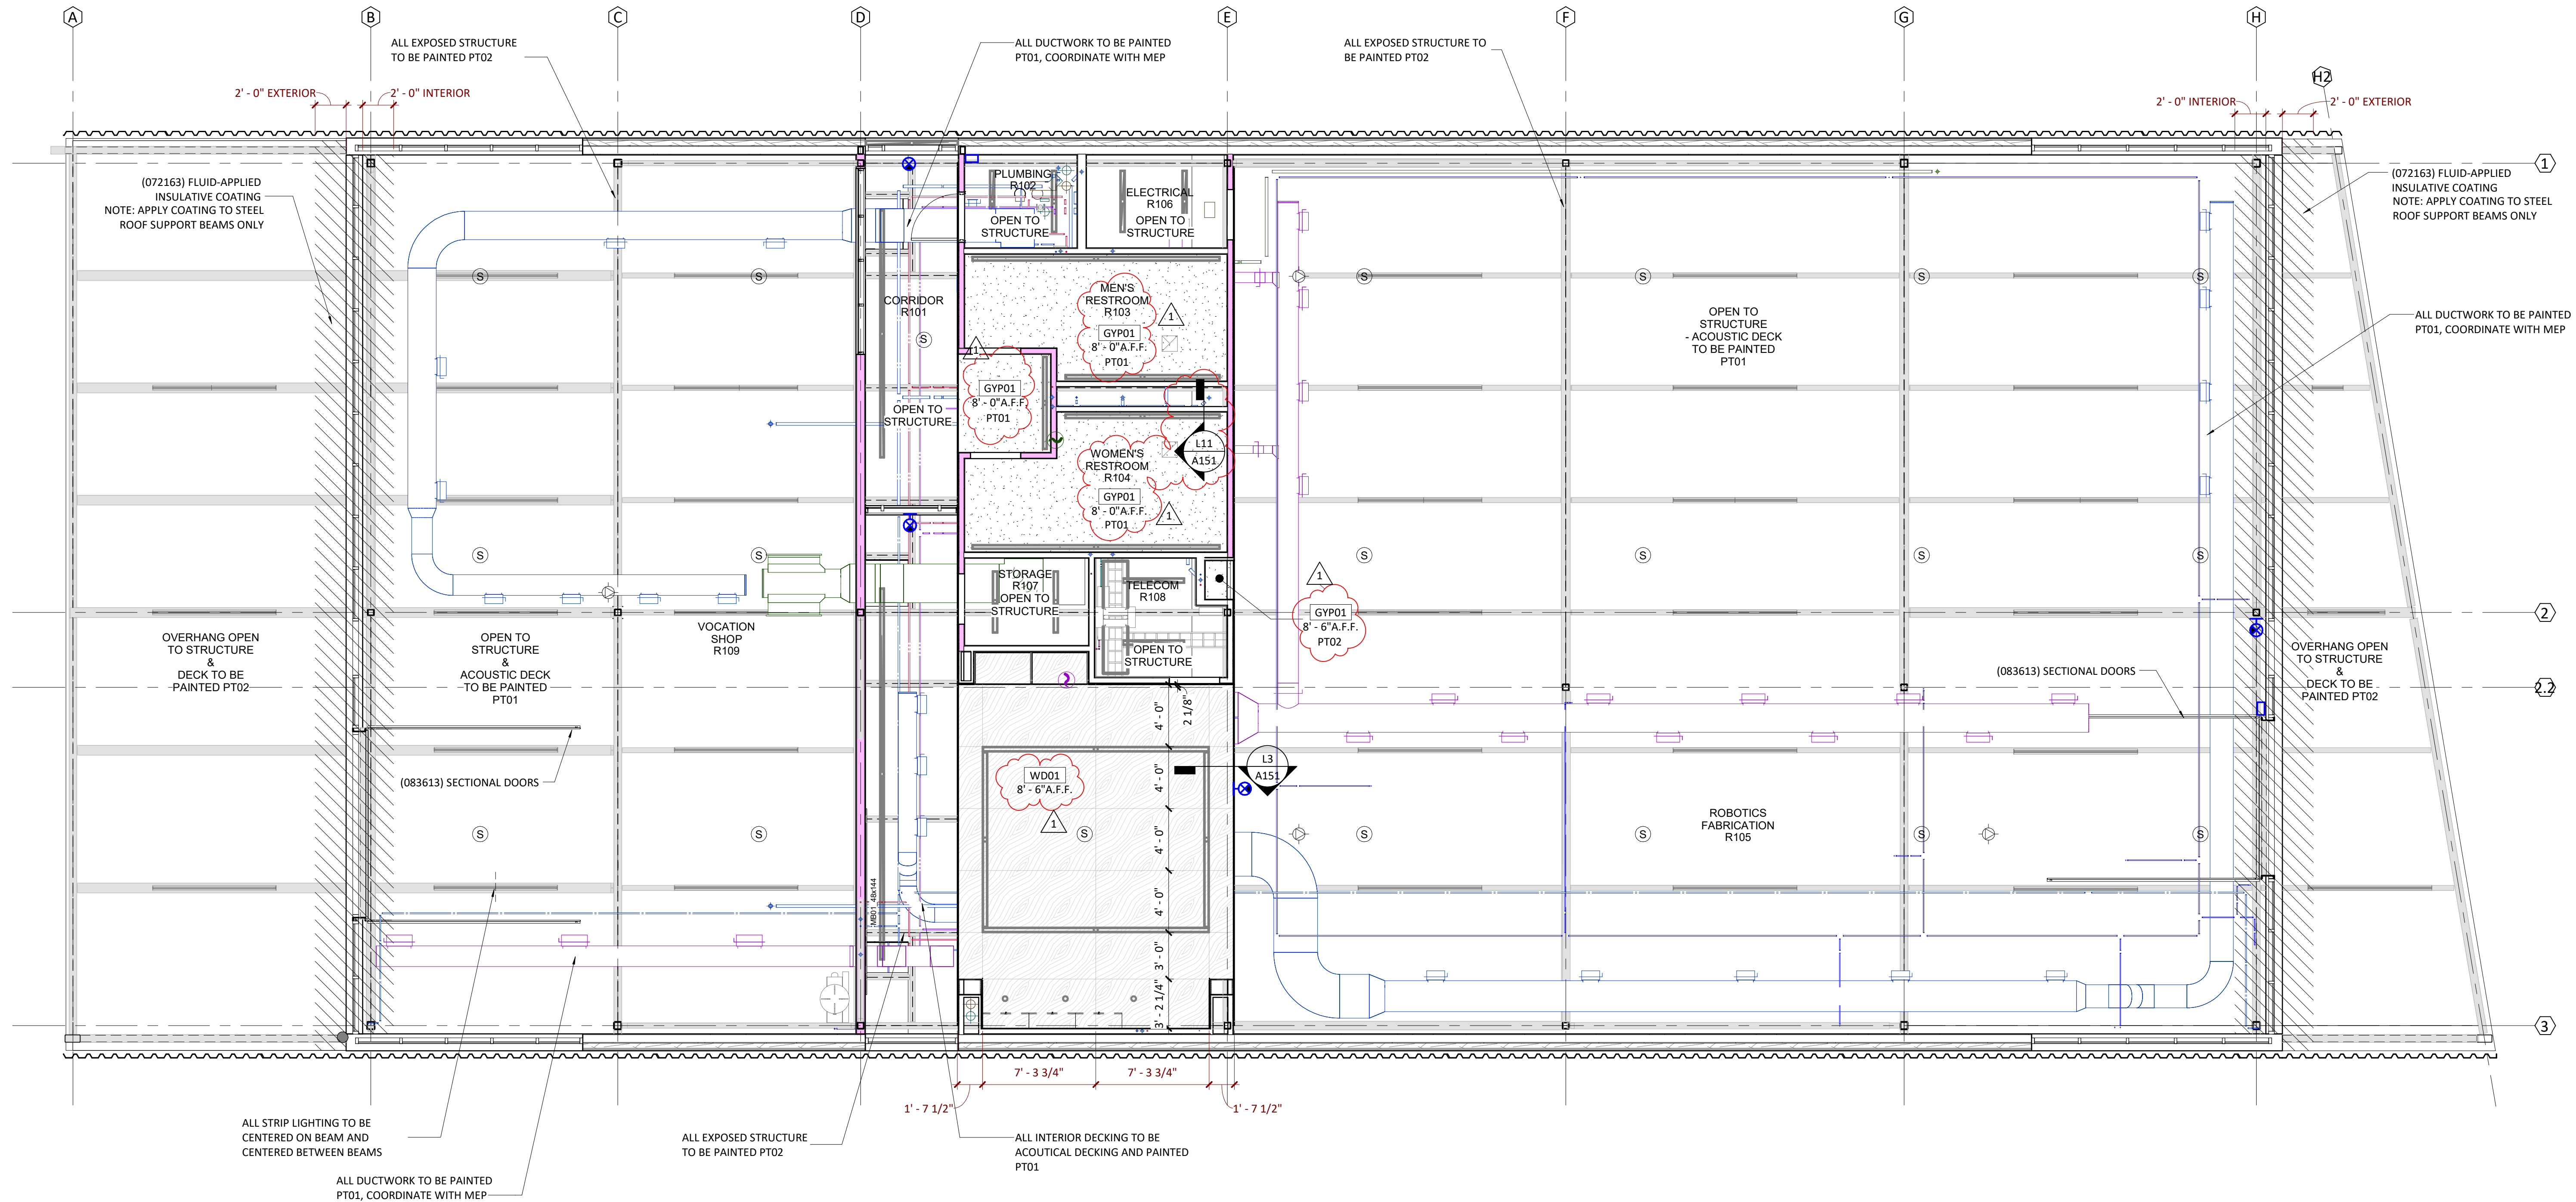 A
B
C
D
E
F
G
H
H2
ALL EXPOSED STRUCTURE
TO BE PAINTED PT02
ALL DUCTWORK TO BE PAINTED
PT01, COORDINATE WITH MEP
ALL EXPOSED STRUCTURE TO
BE PAINTED PT02
2' - 0" EXTERIOR
2' - 0" INTERIOR
2' - 0" INTERIOR
2' - 0" EXTERIOR
(072163) FLUID-APPLIED
INSULATIVE COATING
NOTE: APPLY COATING TO STEEL
ROOF SUPPORT BEAMS ONLY
PLUMBING
R102
OPEN TO
STRUCTURE
ELECTRICAL
R106
OPEN TO
STRUCTURE
1
(072163) FLUID-APPLIED
INSULATIVE COATING
NOTE: APPLY COATING TO STEEL
ROOF SUPPORT BEAMS ONLY
S
S
S
S
S
S
CORRIDOR
R101
S
MEN'S
RESTROOM
R103
GYP01
8' - 0"A.F.F.
PT01
1
OPEN TO
STRUCTURE
- ACOUSTIC DECK
TO BE PAINTED
PT01
ALL DUCTWORK TO BE PAINTED
PT01, COORDINATE WITH MEP
1
GYP01
8' - 0"A.F.F.
PT01
OPEN TO
STRUCTURE
L11
A151
WOMEN'S
RESTROOM
R104
GYP01
8' - 0"A.F.F.
PT01
1
S
S
S
S
S
S
STORAGE
R107
OPEN TO
STRUCTURE
TELECOM
R108
OPEN TO
STRUCTURE
1
GYP01
8' - 6"A.F.F.
PT02
2
OVERHANG OPEN
TO STRUCTURE
&
DECK TO BE
PAINTED PT02
OPEN TO
STRUCTURE
&
ACOUSTIC DECK
TO BE PAINTED
PT01
VOCATION
SHOP
R109
OVERHANG OPEN
TO STRUCTURE
&
DECK TO BE
PAINTED PT02
(083613) SECTIONAL DOORS
2.2
2 1/8"
4' - 0"
4' - 0"
4' - 0"
4' - 0"
3' - 0"
3' - 2 1/4"
(083613) SECTIONAL DOORS
WD01
8' - 6"A.F.F.
1
L3
A151
ROBOTICS
FABRICATION
R105
S
S
S
S
S
S
S
MB01 48x144
3
7' - 3 3/4"
7' - 3 3/4"
1' - 7 1/2"
1' - 7 1/2"
ALL STRIP LIGHTING TO BE
CENTERED ON BEAM AND
CENTERED BETWEEN BEAMS
ALL EXPOSED STRUCTURE
TO BE PAINTED PT02
ALL INTERIOR DECKING TO BE
ACOUTICAL DECKING AND PAINTED
PT01
ALL DUCTWORK TO BE PAINTED
PT01, COORDINATE WITH MEP